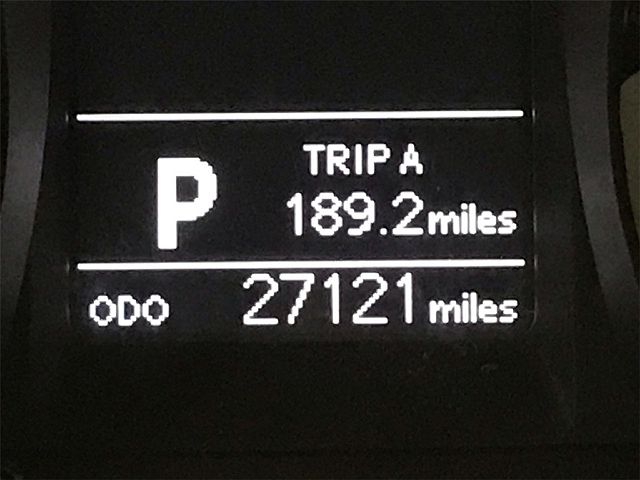 P
TRIP A
189.2 miles
ODO 27121 miles